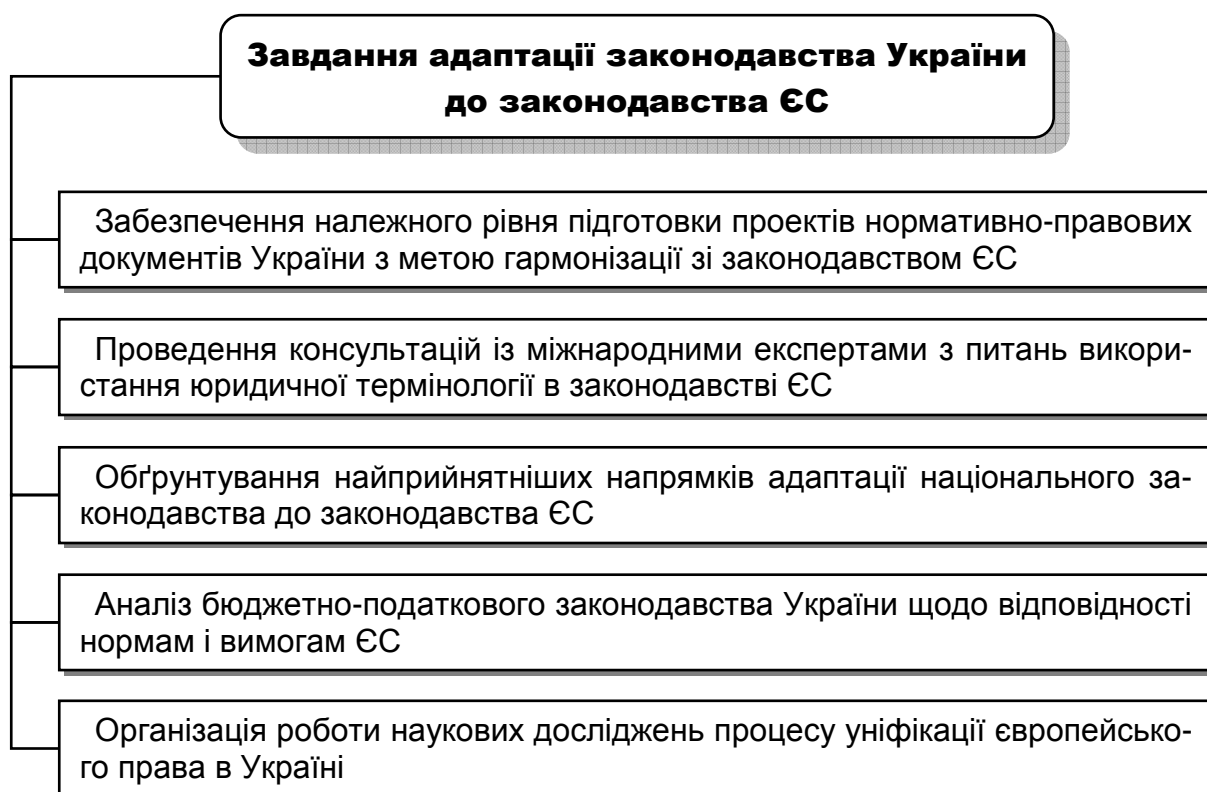 Завдання адаптації законодавства України
до законодавства ЄС
Забезпечення належного рівня підготовки проектів нормативно-правових
документів України з метою гармонізації зі законодавством ЄС
Проведення консультацій із міжнародними експертами з питань викори-
стання юридичної термінології в законодавстві ЄС
Обґрунтування найприйнятніших напрямків адаптації національного за-
конодавства до законодавства ЄС
Аналіз бюджетно-податкового законодавства України щодо відповідності
нормам і вимогам ЄС
Організація роботи наукових досліджень процесу уніфікації європейсько-
го права в Україні